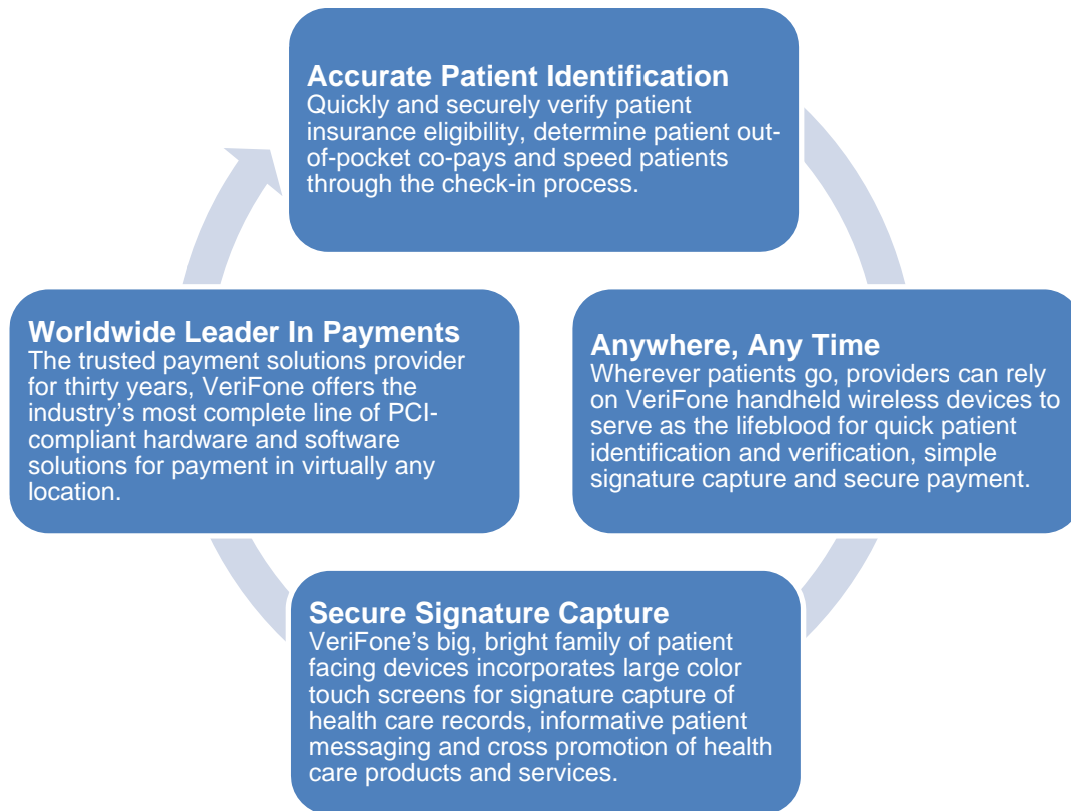 Accurate Patient Identification
Quickly and securely verify patient
insurance eligibility, determine patient out-
of-pocket co-pays and speed patients
through the check-in process.
Worldwide Leader In Payments
The trusted payment solutions provider
for thirty years, VeriFone offers the
industry’s most complete line of PCI-
compliant hardware and software
solutions for payment in virtually any
location.
Anywhere, Any Time
Wherever patients go, providers can rely
on VeriFone handheld wireless devices to
serve as the lifeblood for quick patient
identification and verification, simple
signature capture and secure payment.
Secure Signature Capture
VeriFone’s big, bright family of patient
facing devices incorporates large color
touch screens for signature capture of
health care records, informative patient
messaging and cross promotion of health
care products and services.